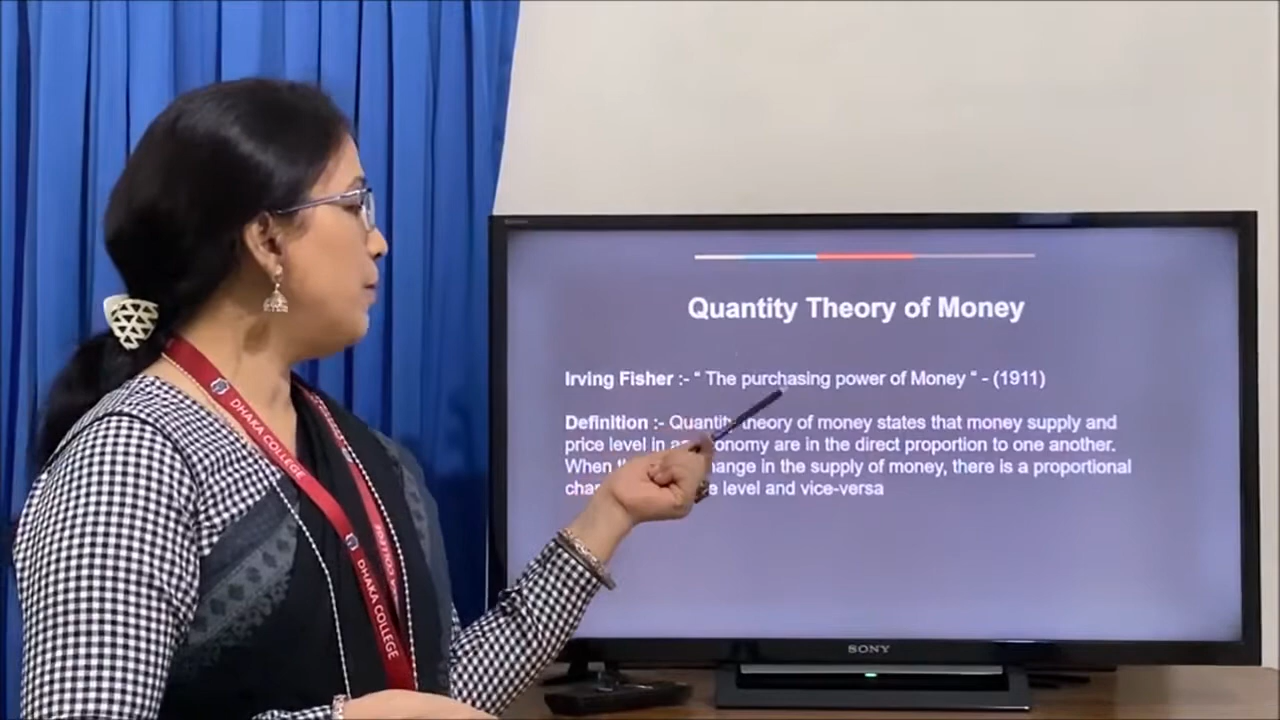 Quantity Theory of Money
Irving Fisher :- “ The purchasing power of Money “ - (1911)
Definition :- Quantity theory of money states that money supply and
price level in an economy are in the direct proportion to one another.
When change in the supply of money, there is a proportional
level and vice-versa
SONY
DHAKA COLLEGE
DHAKA COLLEGE